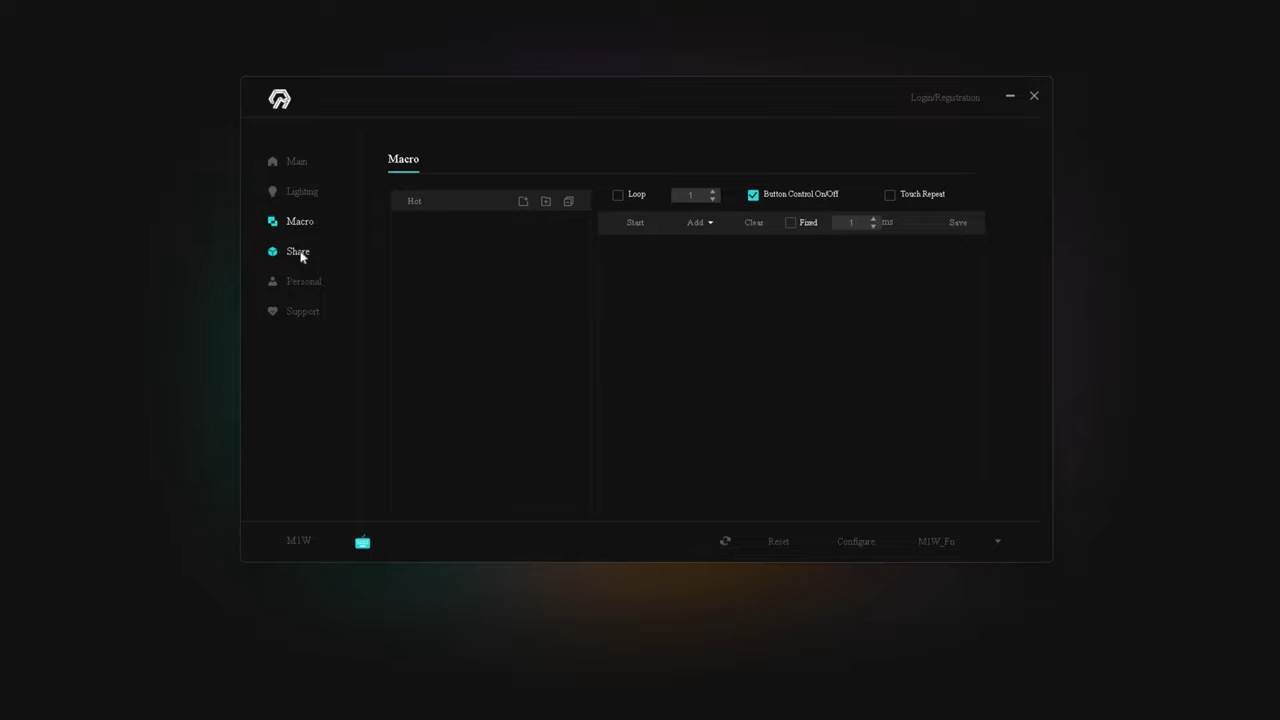 Login/Registration
Main
Lighting
Macro
Share
Personal
Support
Macro
Hot
Loop
1
Button Control On/Off
Touch Repeat
Start
Add
Clear
Fixed
1
ms
Save
M1W
Reset
Configure
M1W_Fn